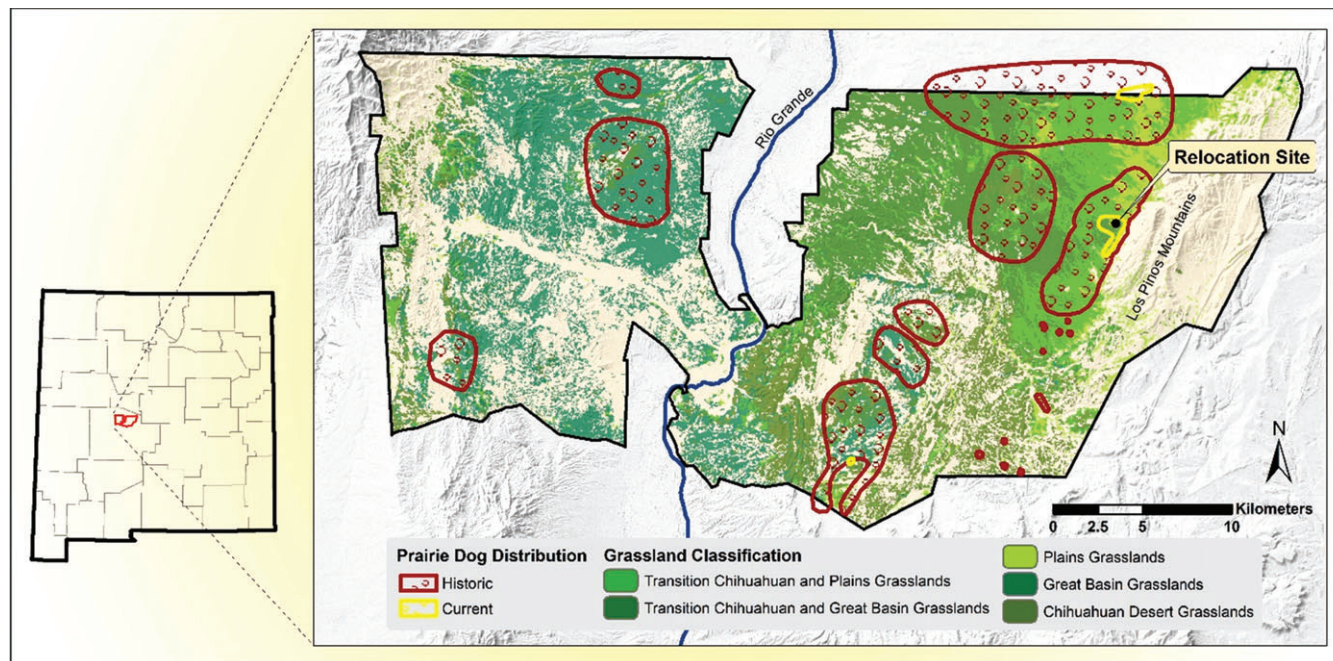 Rio Grande
Relocation Site
Los Pinos Mountains
N
Kilometers
0 2.5 5 10
Prairie Dog Distribution
Historic
Current
Grassland Classification
Transition Chihuahuan and Plains Grasslands
Transition Chihuahuan and Great Basin Grasslands
Plains Grasslands
Great Basin Grasslands
Chihuahuan Desert Grasslands